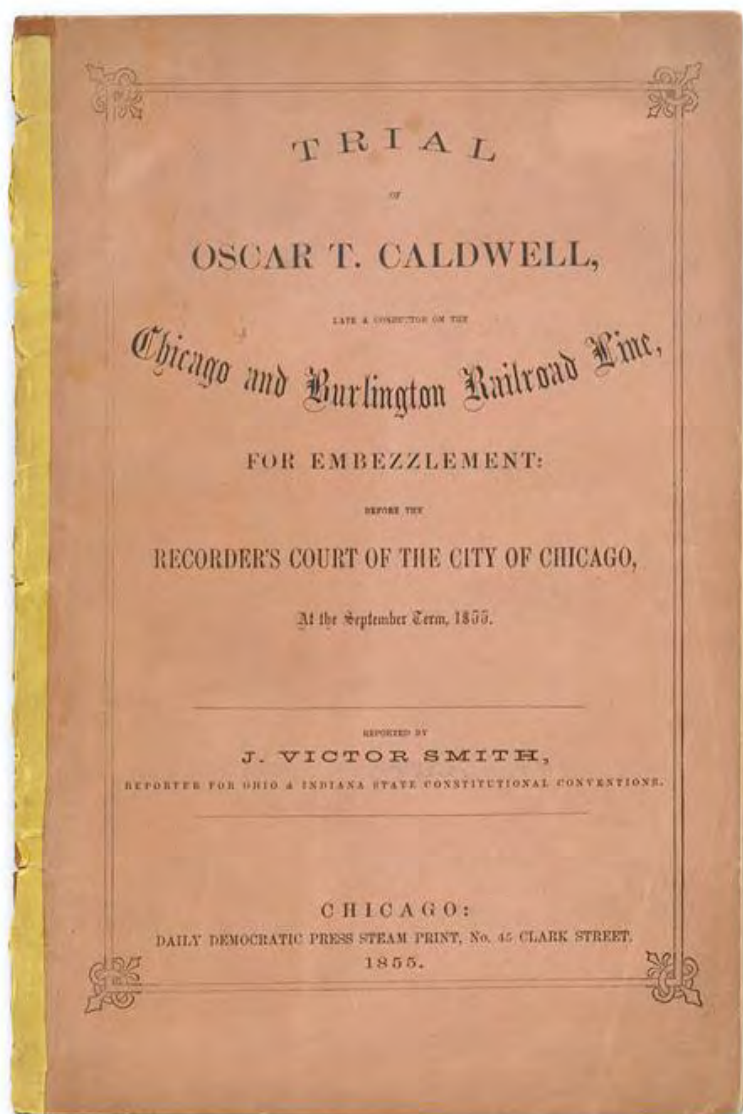 TRIAL
OF
OSCAR T. CALDWELL,
LATE A CONDUCTOR ON THE
Chicago and Burlington Railroad Line,
FOR EMBEZZLEMENT:
BEFORE THE
RECORDER'S COURT OF THE CITY OF CHICAGO,
At the September Term, 1855.
REPORTED BY
J. VICTOR SMITH,
REPORTER FOR OHIO & INDIANA STATE CONSTITUTIONAL CONVENTIONS.
CHICAGO:
DAILY DEMOCRATIC PRESS STEAM PRINT, No. 45 CLARK STREET.
1855.